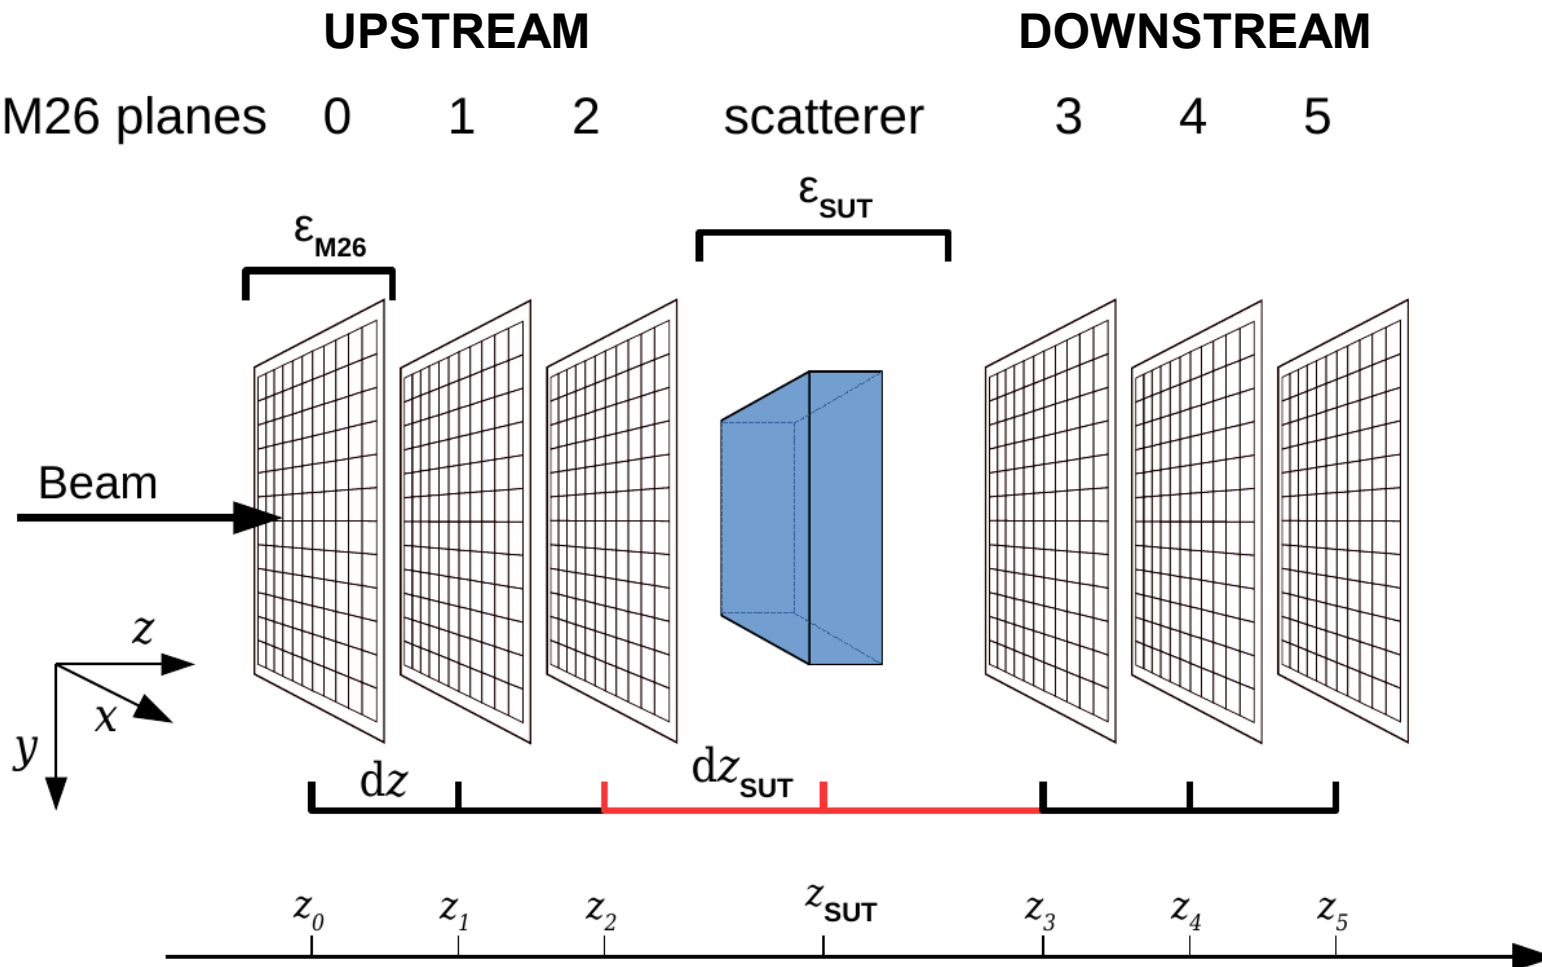 UPSTREAM DOWNSTREAM
M26 planes 0 1 2 scatterer 3 4 5
εSUT
εM26
Beam
z
x
y
dz dzSUT
z0 z1 z2 zSUT z3 z4 z5